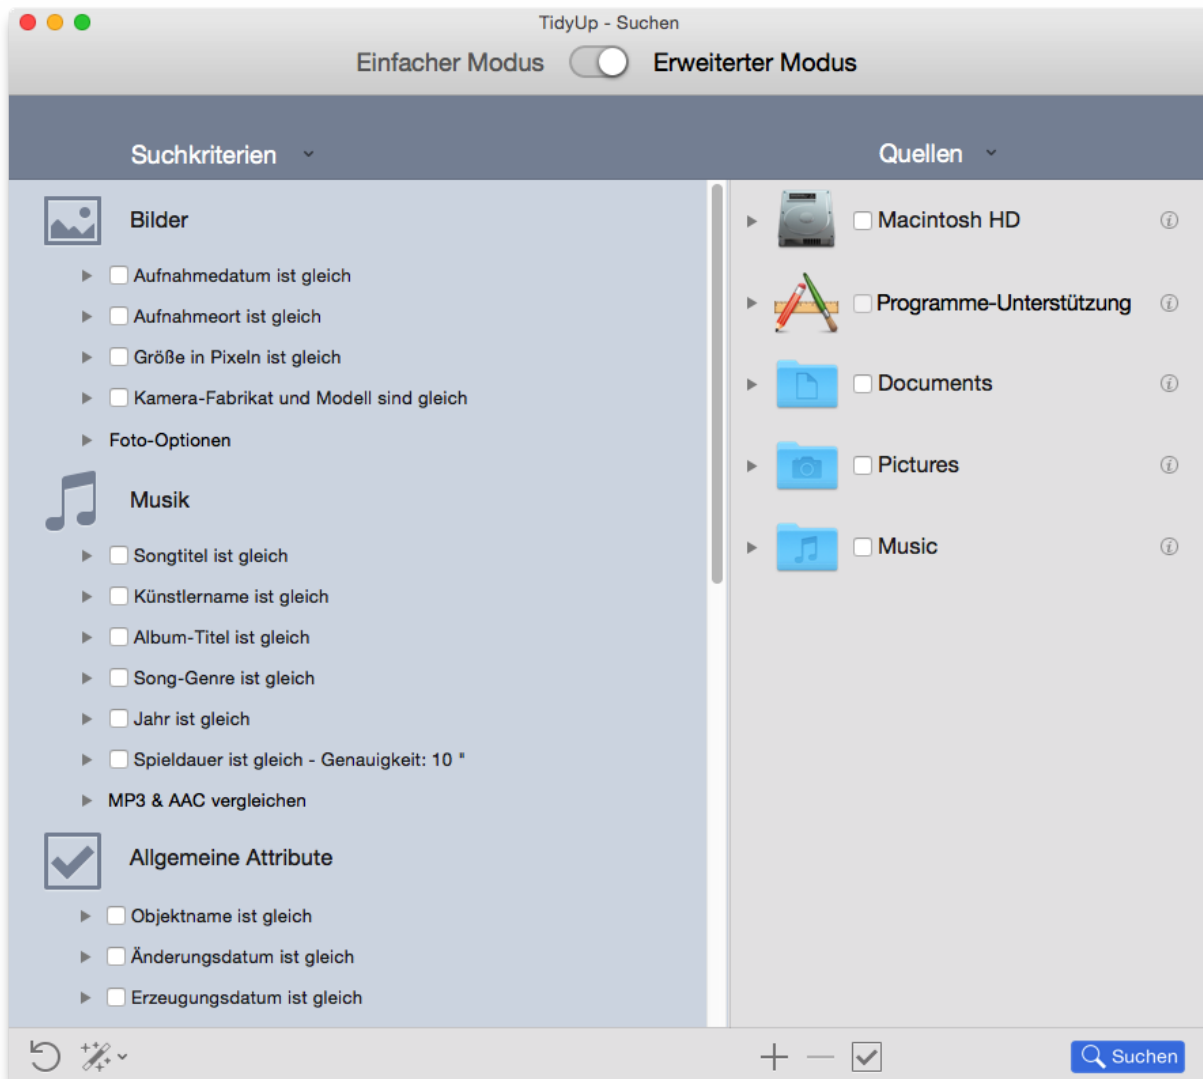 TidyUp - Suchen
Einfacher Modus Erweiterter Modus
Suchkriterien Quellen
Bilder
Aufnahmedatum ist gleich
Aufnahmeort ist gleich
Größe in Pixeln ist gleich
Kamera-Fabrikat und Modell sind gleich
Foto-Optionen
Musik
Songtitel ist gleich
Künstlername ist gleich
Album-Titel ist gleich
Song-Genre ist gleich
Jahr ist gleich
Spieldauer ist gleich - Genauigkeit: 10 "
MP3 & AAC vergleichen
Allgemeine Attribute
Objektname ist gleich
Änderungsdatum ist gleich
Erzeugungsdatum ist gleich
Macintosh HD
Programme-Unterstützung
Documents
Pictures
Music
Suchen